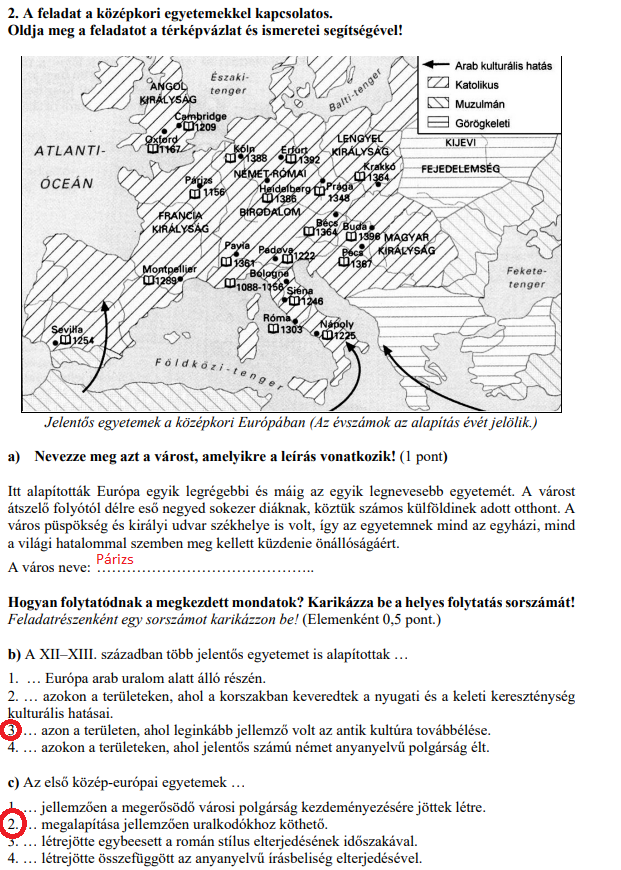 2. A feladat a középkori egyetemekkel kapcsolatos.
Oldja meg a feladatot a térképvázlat és ismeretei segítségével!
Arab kulturális hatás
Katolikus
Muzulmán
Görögkeleti
ANGOL
KIRÁLYSÁG
Északi-
tenger
Balti-tenger
Cambridge
1209
Oxford
1167
ATLANTI-
ÓCEÁN
Köln
1388
Erfurt
1392
LENGYEL
KIRÁLYSÁG
KIJEVI
FEJEDELEMSÉG
Krakkó
1364
Párizs
1156
NÉMET-RÓMAI
Heidelberg
1386
Prága
1348
BIRODALOM
FRANCIA
KIRÁLYSÁG
Bécs
1364
Buda
1396
MAGYAR
KIRÁLYSÁG
Pécs
1367
Pavia
1361
Padova
1222
Montpellier
1289
Bologna
1088-1156
Siena
1246
Fekete-
tenger
Róma
1303
Nápoly
1225
Sevilla
1254
Földközi-tenger
Jelentős egyetemek a középkori Európában (Az évszámok az alapítás évét jelölik.)
a) Nevezze meg azt a várost, amelyikre a leírás vonatkozik! (1 pont)
Itt alapították Európa egyik legrégebbi és máig az egyik legnevesebb egyetemét. A várost
átszelő folyótól délre eső negyed sokezer diáknak, köztük számos külföldinek adott otthont. A
város püspökség és királyi udvar székhelye is volt, így az egyetemnek mind az egyházi, mind
a világi hatalommal szemben meg kellett küzdenie önállóságáért.
A város neve: Párizs ……………………………………..
Hogyan folytatódnak a megkezdett mondatok? Karikázza be a helyes folytatás sorszámát!
Feladatrészenként egy sorszámot karikázzon be! (Elemenként 0,5 pont.)
b) A XII–XIII. században több jelentős egyetemet is alapítottak …
1. … Európa arab uralom alatt álló részén.
2. … azokon a területeken, ahol a korszakban keveredtek a nyugati és a keleti kereszténység
kulturális hatásai.
3. … azon a területen, ahol leginkább jellemző volt az antik kultúra továbbélése.
4. … azokon a területeken, ahol jelentős számú német anyanyelvű polgárság élt.
c) Az első közép-európai egyetemek …
1. … jellemzően a megerősödő városi polgárság kezdeményezésére jöttek létre.
2. … megalapítása jellemzően uralkodókhoz köthető.
3. … létrejötte egybeesett a román stílus elterjedésének időszakával.
4. … létrejötte összefüggött az anyanyelvű írásbeliség elterjedésével.